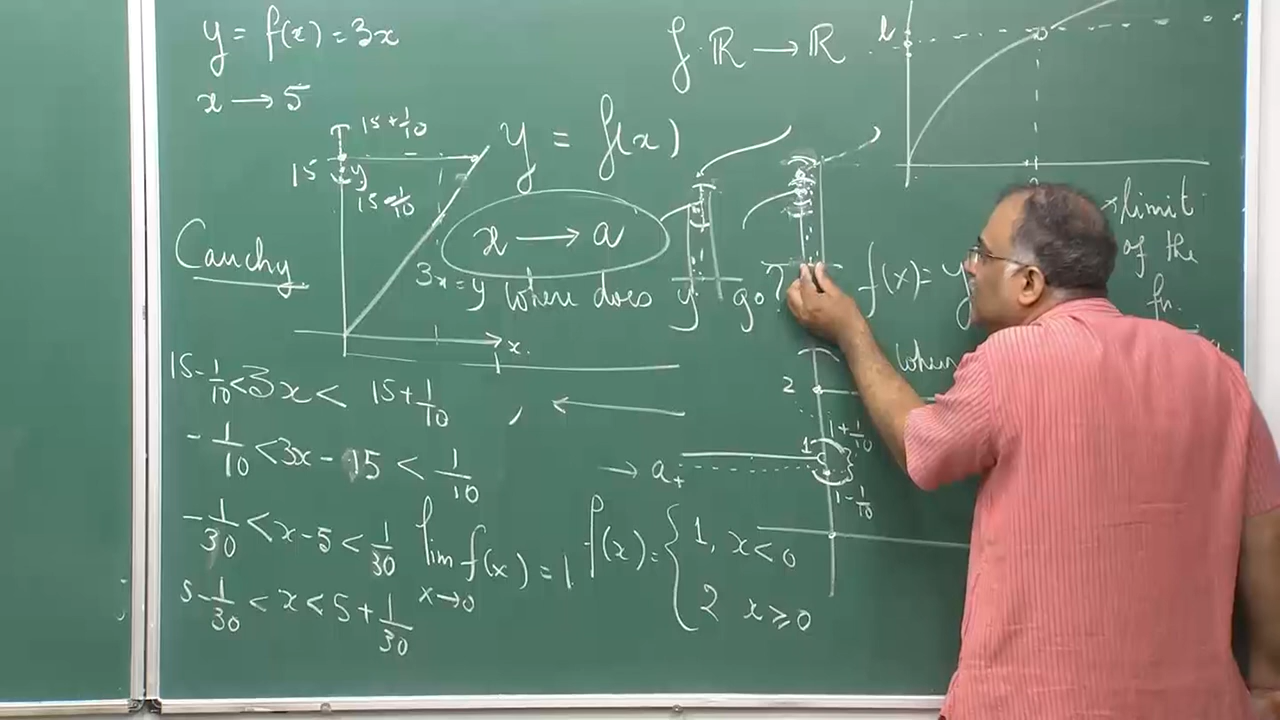 y = f(x) = 3x
x → 5
f: ℝ → ℝ
l
15 + 1/10
15
y
15 - 1/10
y = f(x)
x → a
Cauchy
3x = y
where does y go?
f(x) = y
x.
limit
of the
fn.
when
15 - 1/10 < 3x < 15 + 1/10 ,
- 1/10 < 3x - 15 < 1/10
- 1/30 < x - 5 < 1/30
5 - 1/30 < x < 5 + 1/30
lim f(x) = 1
x→0
f(x) = { 1, x < 0
2 x ⩾ 0
2
1
1 + 1/10
1 - 1/10
→ a+